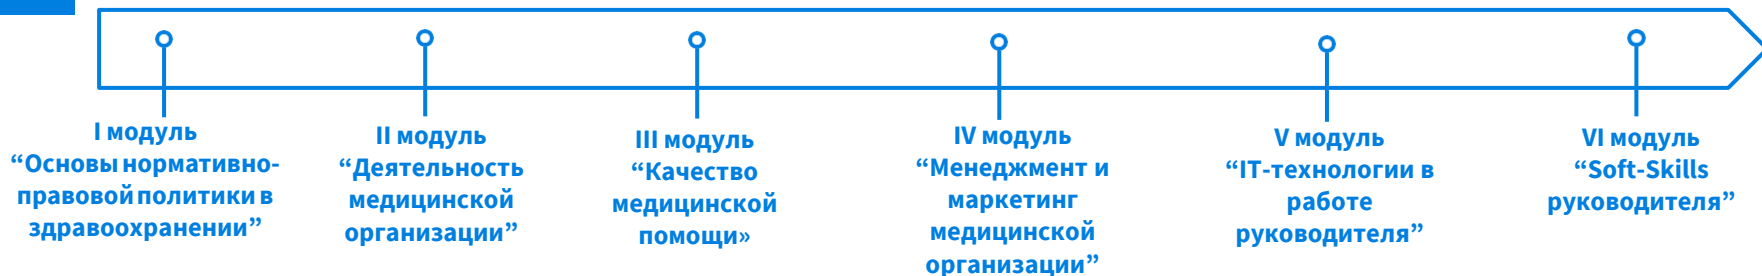 I модуль
“Основы нормативно-
правовой политики в
здравоохранении”
II модуль
“Деятельность
медицинской
организации”
III модуль
“Качество
медицинской
помощи»
IV модуль
“Менеджмент и
маркетинг
медицинской
организации”
V модуль
“IT-технологии в
работе
руководителя”
VI модуль
“Soft-Skills
руководителя”